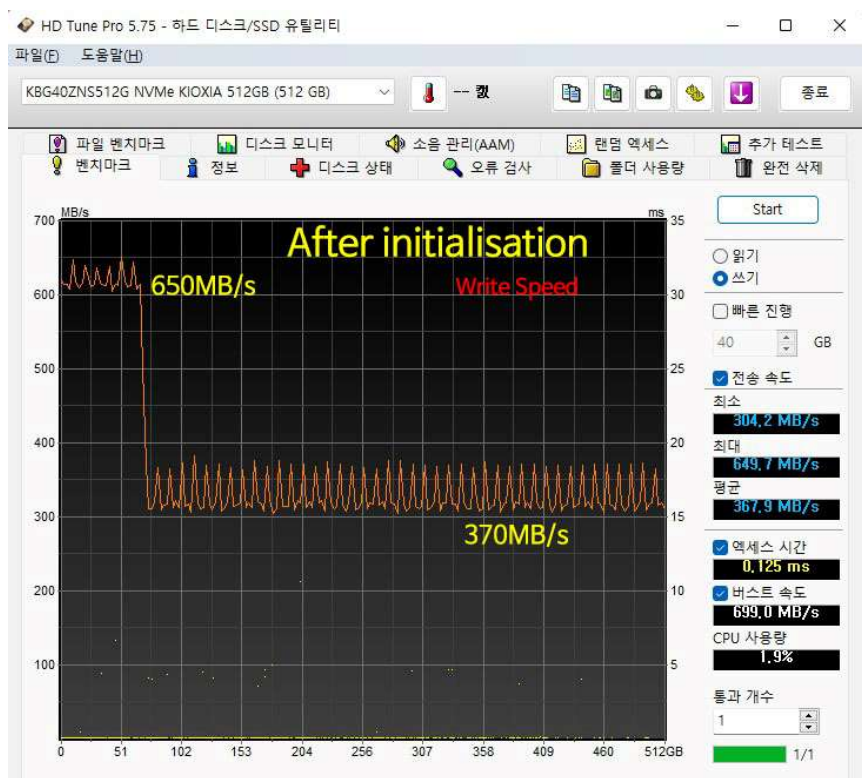 HD Tune Pro 5.75 - 하드 디스크/SSD 유틸리티
파일(F) 도움말(H)
KBG40ZNS512G NVMe KIOXIA 512GB (512 GB)
-- 캜
종료
파일 벤치마크 디스크 모니터 소음 관리(AAM) 랜덤 액세스 추가 테스트
벤치마크 정보 디스크 상태 오류 검사 폴더 사용량 완전 삭제
Start
읽기
쓰기
빠른 진행
40 GB
전송 속도
최소
304,2 MB/s
최대
649,7 MB/s
평균
367,9 MB/s
엑세스 시간
0,125 ms
버스트 속도
699,0 MB/s
CPU 사용량
1,9%
통과 개수
1
1/1
MB/s
ms
After initialisation
650MB/s
Write Speed
370MB/s
700
600
500
400
300
200
100
35
30
25
20
15
10
5
0 51 102 153 204 256 307 358 409 460 512GB